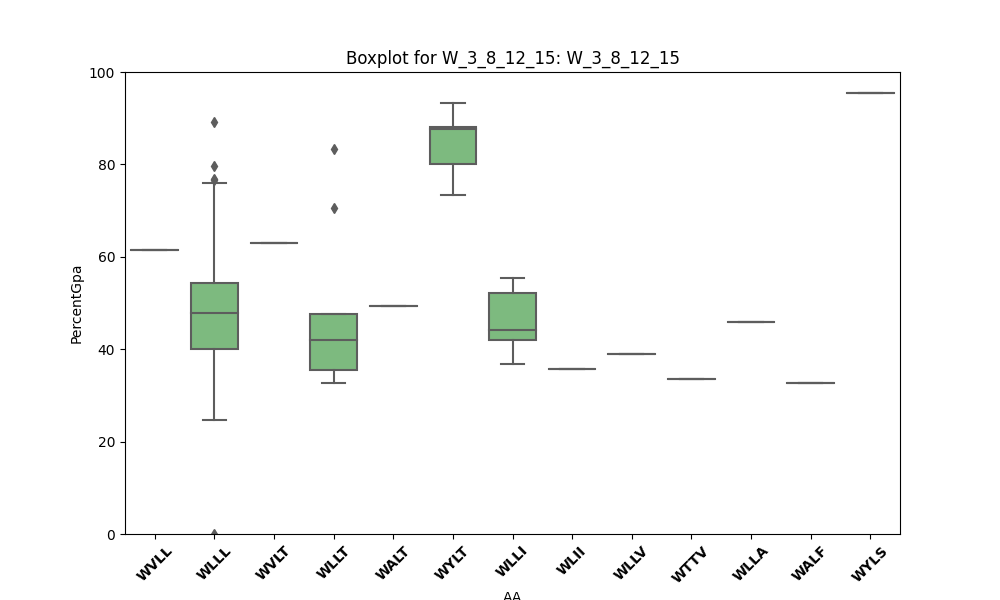 Boxplot for W_3_8_12_15: W_3_8_12_15
PercentGpa
100
80
60
40
20
0
WVLL
WLLL
WVLT
WLLT
WALT
WYLT
WLLI
WLII
WLLV
WTTV
WLLA
WALF
WYLS
AA